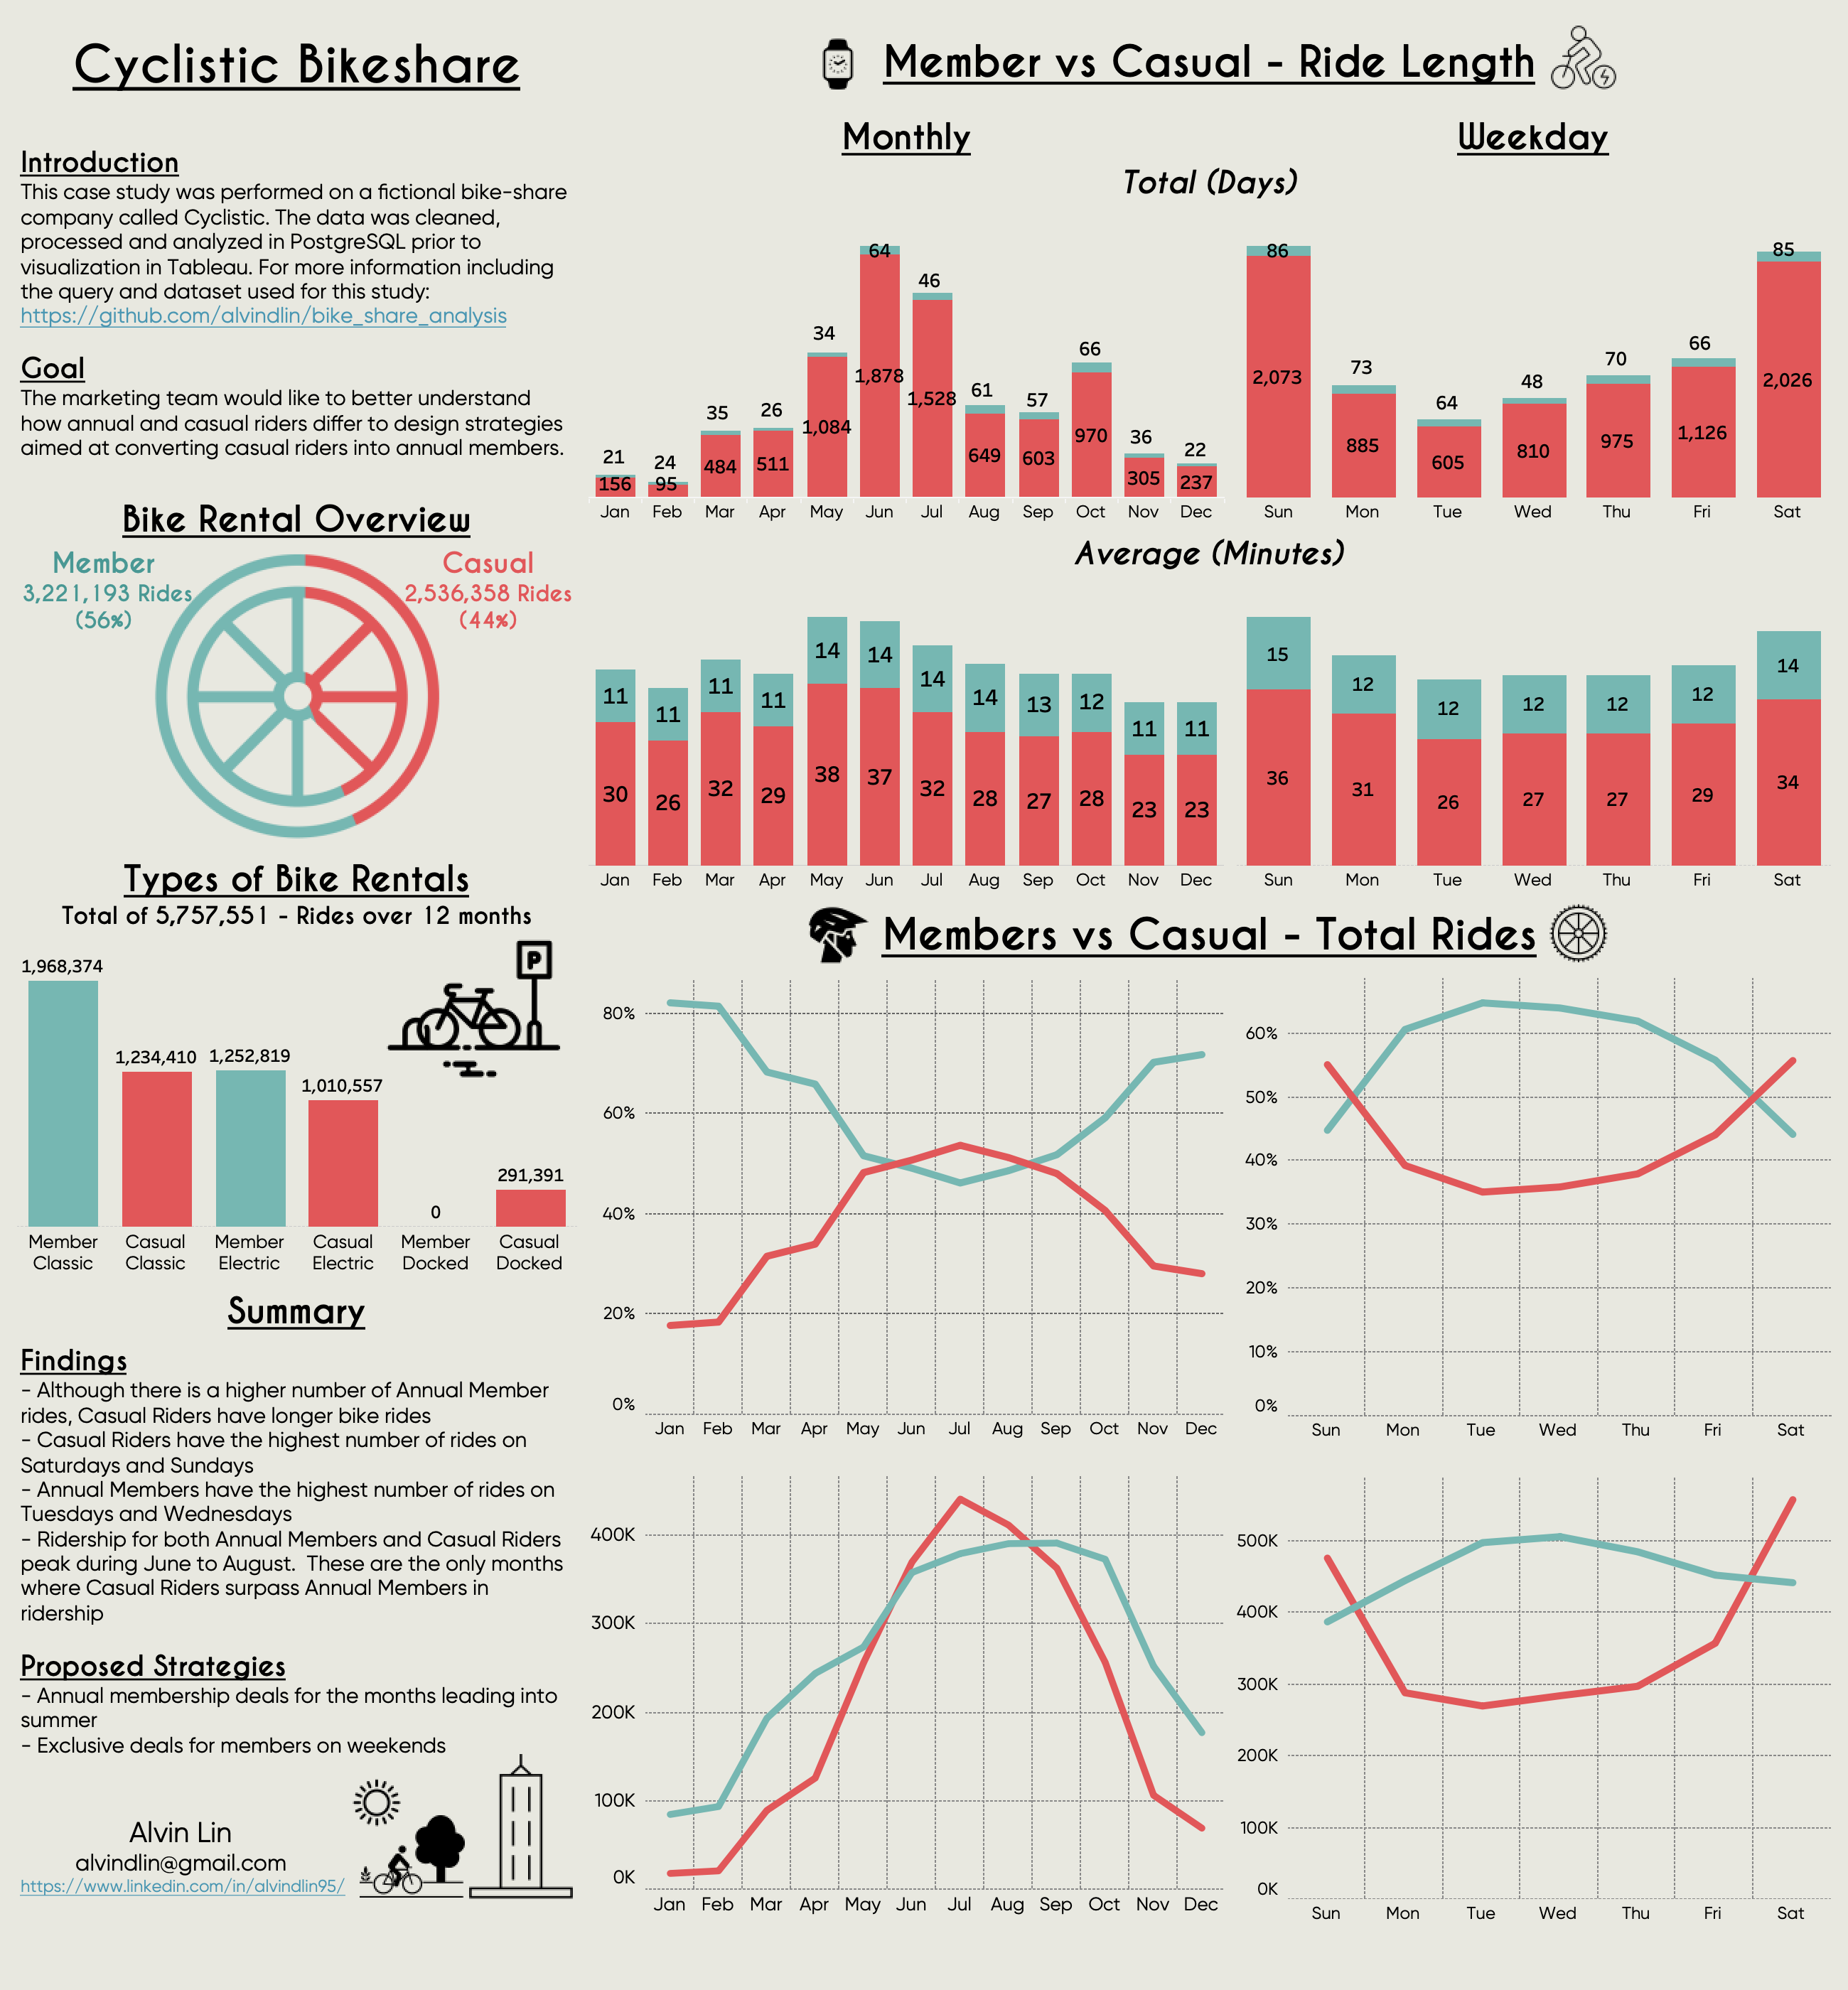 Cyclistic Bikeshare
Introduction
This case study was performed on a fictional bike-share
company called Cyclistic. The data was cleaned,
processed and analyzed in PostgreSQL prior to
visualization in Tableau. For more information including
the query and dataset used for this study:
https://github.com/alvindlin/bike_share_analysis
Goal
The marketing team would like to better understand
how annual and casual riders differ to design strategies
aimed at converting casual riders into annual members.
Bike Rental Overview
Member
3,221,193 Rides
(56%)
Casual
2,536,358 Rides
(44%)
Types of Bike Rentals
Total of 5,757,551 - Rides over 12 months
P
1,968,374
1,234,410
1,252,819
1,010,557
0
291,391
Member Classic
Casual Classic
Member Electric
Casual Electric
Member Docked
Casual Docked
Summary
Findings
- Although there is a higher number of Annual Member
rides, Casual Riders have longer bike rides
- Casual Riders have the highest number of rides on
Saturdays and Sundays
- Annual Members have the highest number of rides on
Tuesdays and Wednesdays
- Ridership for both Annual Members and Casual Riders
peak during June to August.  These are the only months
where Casual Riders surpass Annual Members in
ridership
Proposed Strategies
- Annual membership deals for the months leading into
summer
- Exclusive deals for members on weekends
Alvin Lin
alvindlin@gmail.com
https://www.linkedin.com/in/alvindlin95/
Member vs Casual - Ride Length
Monthly
Weekday
Total (Days)
21 24 35 26 34 64 46 61 57 66 36 22
156 95 484 511 1,084 1,878 1,528 649 603 970 305 237
Jan Feb Mar Apr May Jun Jul Aug Sep Oct Nov Dec
86 73 64 48 70 66 85
2,073 885 605 810 975 1,126 2,026
Sun Mon Tue Wed Thu Fri Sat
Average (Minutes)
11 11 11 11 14 14 14 14 13 12 11 11
30 26 32 29 38 37 32 28 27 28 23 23
Jan Feb Mar Apr May Jun Jul Aug Sep Oct Nov Dec
15 12 12 12 12 12 14
36 31 26 27 27 29 34
Sun Mon Tue Wed Thu Fri Sat
Members vs Casual - Total Rides
80%
60%
40%
20%
0%
Jan Feb Mar Apr May Jun Jul Aug Sep Oct Nov Dec
60%
50%
40%
30%
20%
10%
0%
Sun Mon Tue Wed Thu Fri Sat
400K
300K
200K
100K
0K
Jan Feb Mar Apr May Jun Jul Aug Sep Oct Nov Dec
500K
400K
300K
200K
100K
0K
Sun Mon Tue Wed Thu Fri Sat